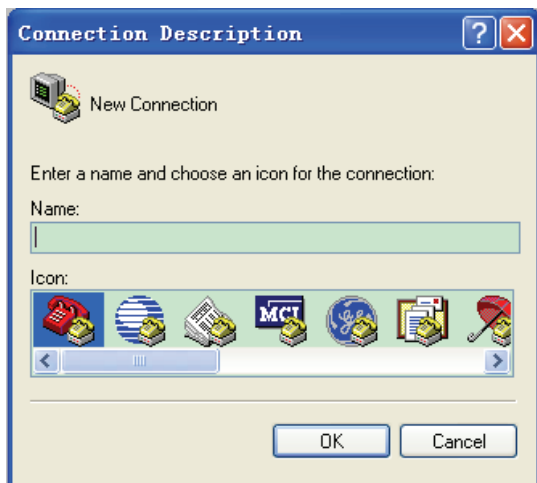 Connection Description
New Connection
Enter a name and choose an icon for the connection:
Name:
Icon:
MCI
OK
Cancel